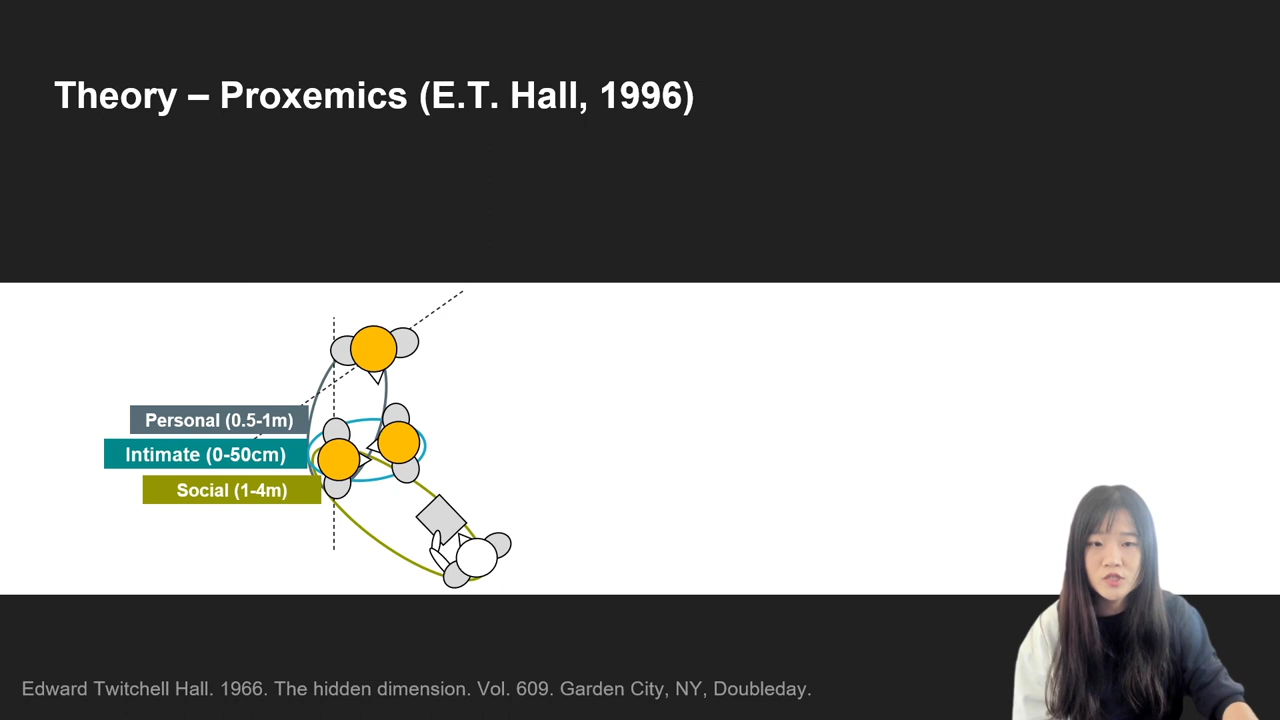 Theory – Proxemics (E.T. Hall, 1996)
Personal (0.5-1m)
Intimate (0-50cm)
Social (1-4m)
Edward Twitchell Hall. 1966. The hidden dimension. Vol. 609. Garden City, NY, Doubleday.